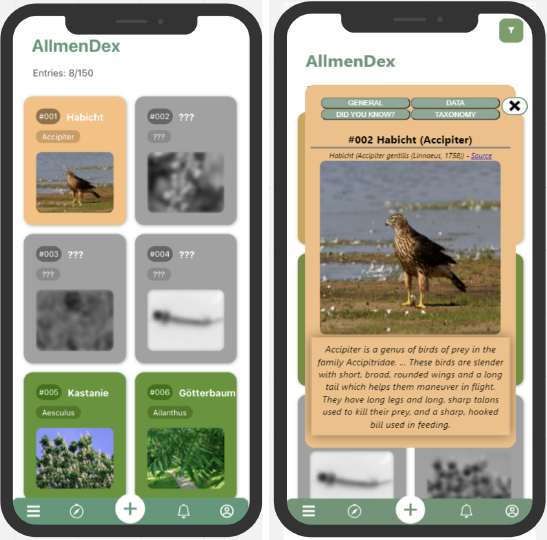 AllmenDex
Entries: 8/150
#001 Habicht
Accipiter
#002 ???
???
#003 ???
???
#004 ???
???
#005 Kastanie
Aesculus
#006 Götterbaum
Ailanthus
AllmenDex
GENERAL
DATA
DID YOU KNOW?
TAXONOMY
#002 Habicht (Accipiter)
Habicht (Accipiter gentilis (Linnaeus, 1758)) - Source
Accipiter is a genus of birds of prey in the
family Accipitridae. ... These birds are slender
with short, broad, rounded wings and a long
tail which helps them maneuver in flight.
They have long legs and long, sharp talons
used to kill their prey, and a sharp, hooked
bill used in feeding.